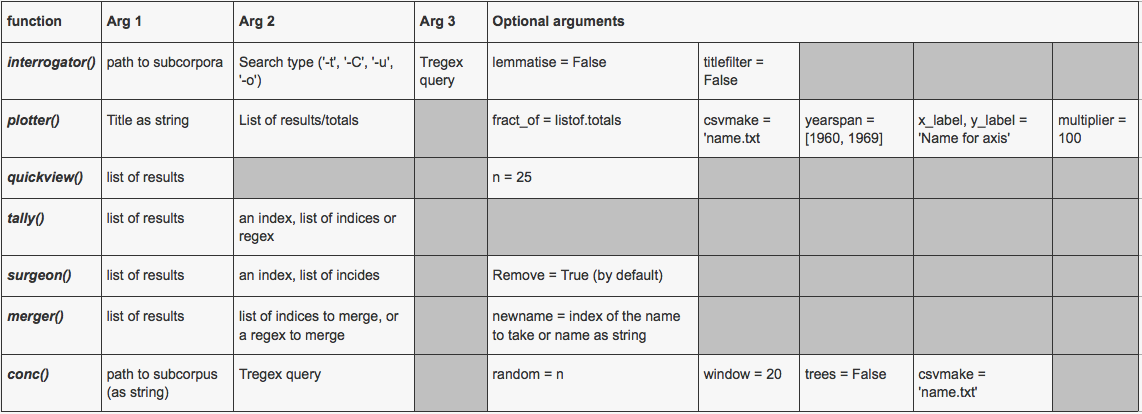 function Arg 1 Arg 2 Arg 3 Optional arguments
interrogator() path to subcorpora Search type ('-t', '-C', '-u', '-o') Tregex query lemmatise = False titlefilter = False
plotter() Title as string List of results/totals fract_of = listof.totals csvmake = 'name.txt yearspan = [1960, 1969] x_label, y_label = 'Name for axis' multiplier = 100
quickview() list of results n = 25
tally() list of results an index, list of indices or regex
surgeon() list of results an index, list of incides Remove = True (by default)
merger() list of results list of indices to merge, or a regex to merge newname = index of the name to take or name as string
conc() path to subcorpus (as string) Tregex query random = n window = 20 trees = False csvmake = 'name.txt'